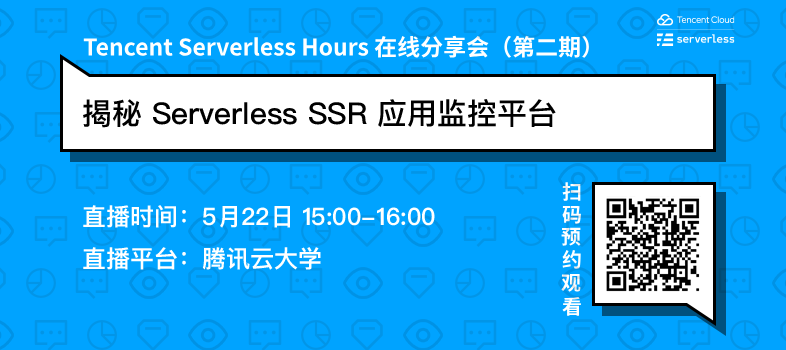 Tencent Cloud
serverless
Tencent Serverless Hours 在线分享会（第二期）
揭秘 Serverless SSR 应用监控平台
直播时间：5月22日 15:00-16:00
直播平台：腾讯云大学
扫码预约观看